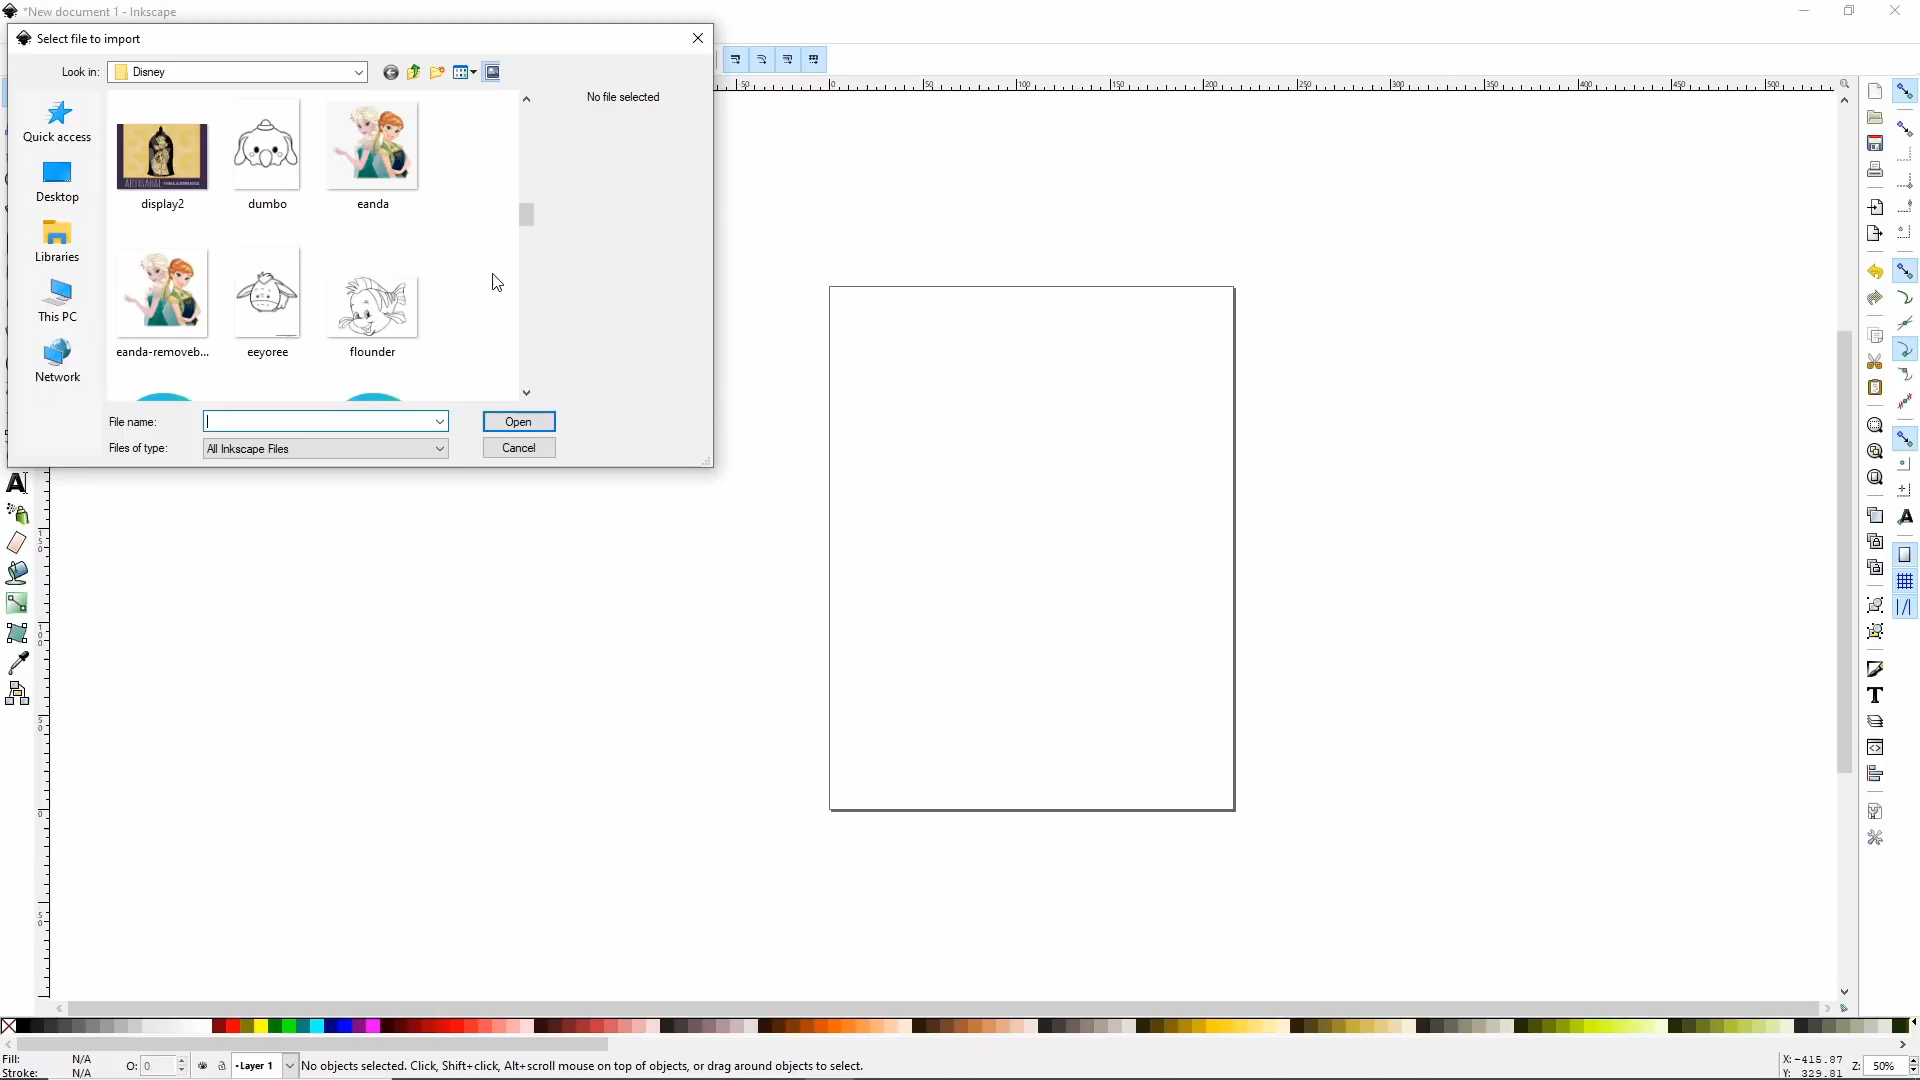 *New document 1 - Inkscape
Select file to import
Look in:
Disney
No file selected
Quick access
Desktop
Libraries
This PC
Network
display2
dumbo
eanda
eanda-removeb...
eeyoree
flounder
File name:
Open
Files of type:
All Inkscape Files
Cancel
Fill:
N/A
Stroke:
N/A
O:
0
•Layer 1
No objects selected. Click, Shift+click, Alt+scroll mouse on top of objects, or drag around objects to select.
X: -415.87
Y: 329.81
Z:
50%